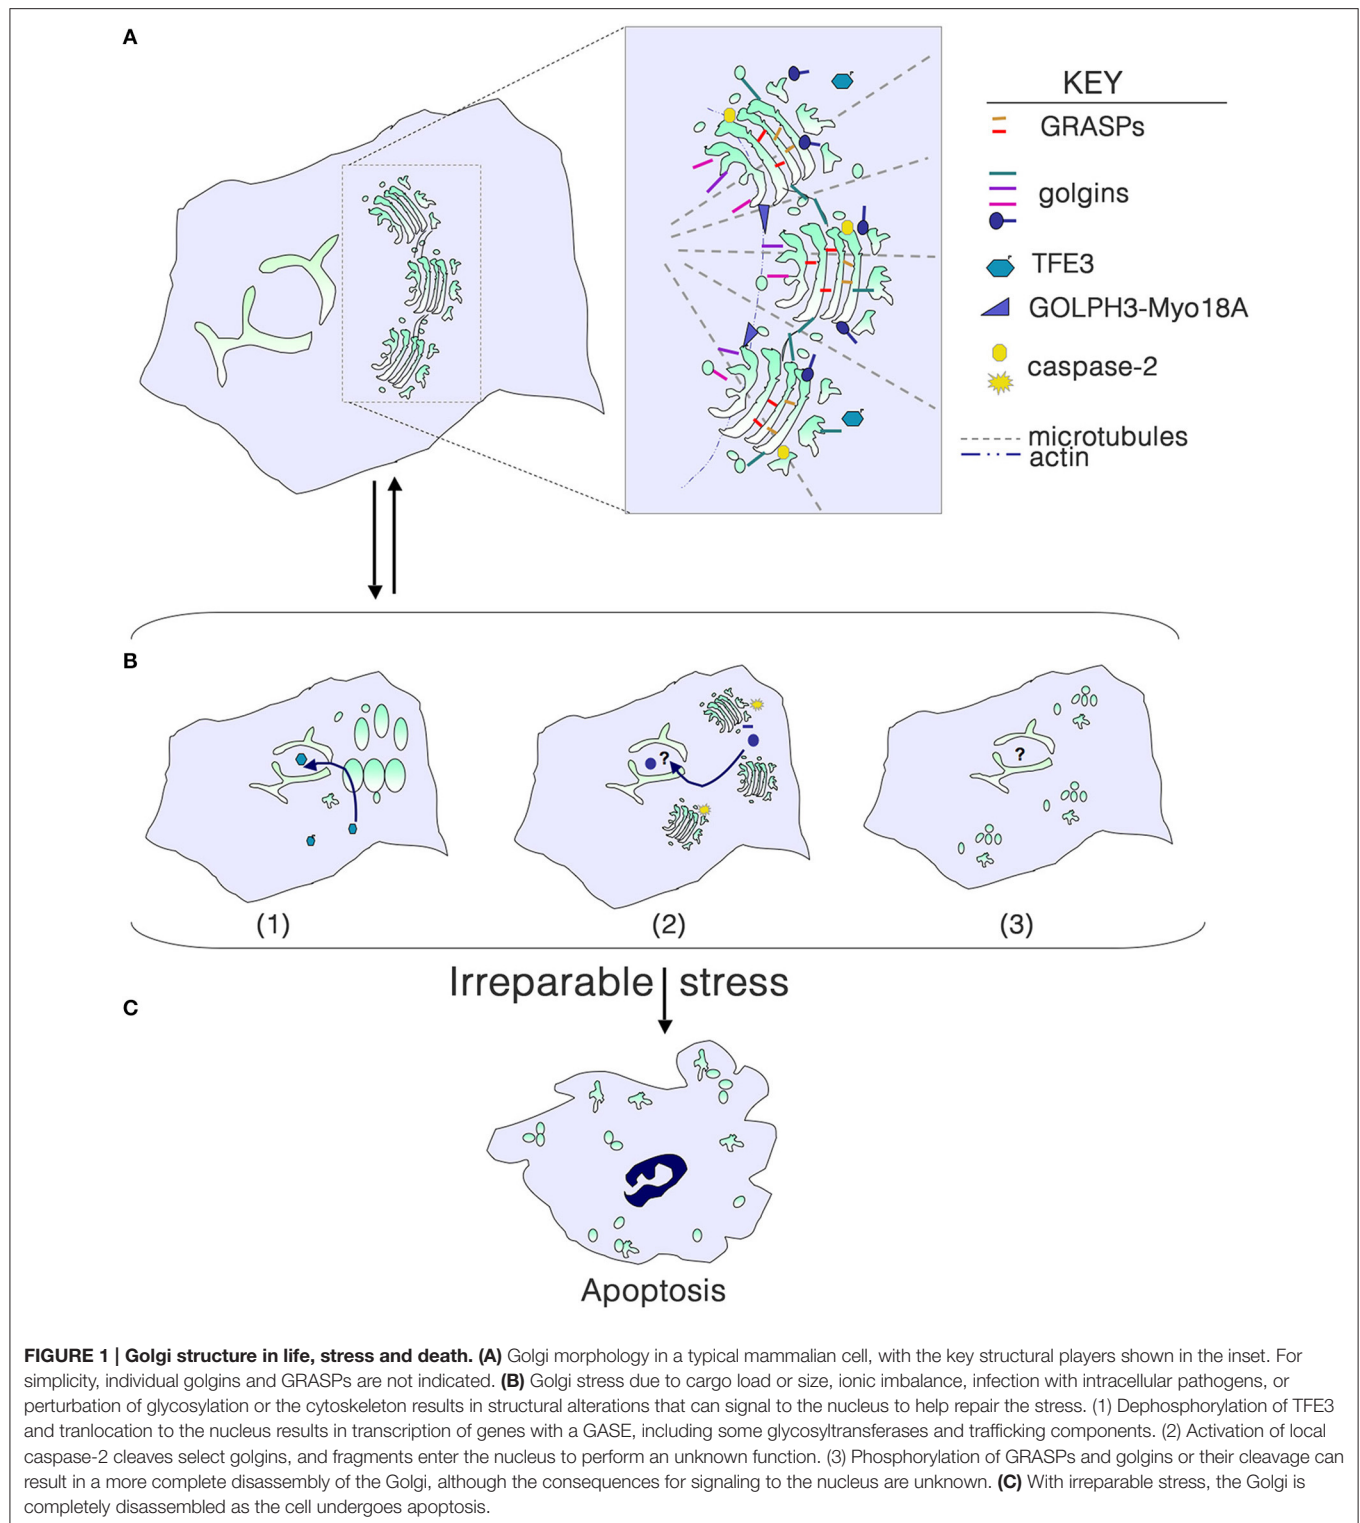 A
KEY
GRASPs
golgins
TFE3
GOLPH3-Myo18A
caspase-2
microtubules
actin
B
?
?
(1)
(2)
(3)
Irreparable stress
C
Apoptosis
FIGURE 1 | Golgi structure in life, stress and death. (A) Golgi morphology in a typical mammalian cell, with the key structural players shown in the inset. For
simplicity, individual golgins and GRASPs are not indicated. (B) Golgi stress due to cargo load or size, ionic imbalance, infection with intracellular pathogens, or
perturbation of glycosylation or the cytoskeleton results in structural alterations that can signal to the nucleus to help repair the stress. (1) Dephosphorylation of TFE3
and tranlocation to the nucleus results in transcription of genes with a GASE, including some glycosyltransferases and trafficking components. (2) Activation of local
caspase-2 cleaves select golgins, and fragments enter the nucleus to perform an unknown function. (3) Phosphorylation of GRASPs and golgins or their cleavage can
result in a more complete disassembly of the Golgi, although the consequences for signaling to the nucleus are unknown. (C) With irreparable stress, the Golgi is
completely disassembled as the cell undergoes apoptosis.